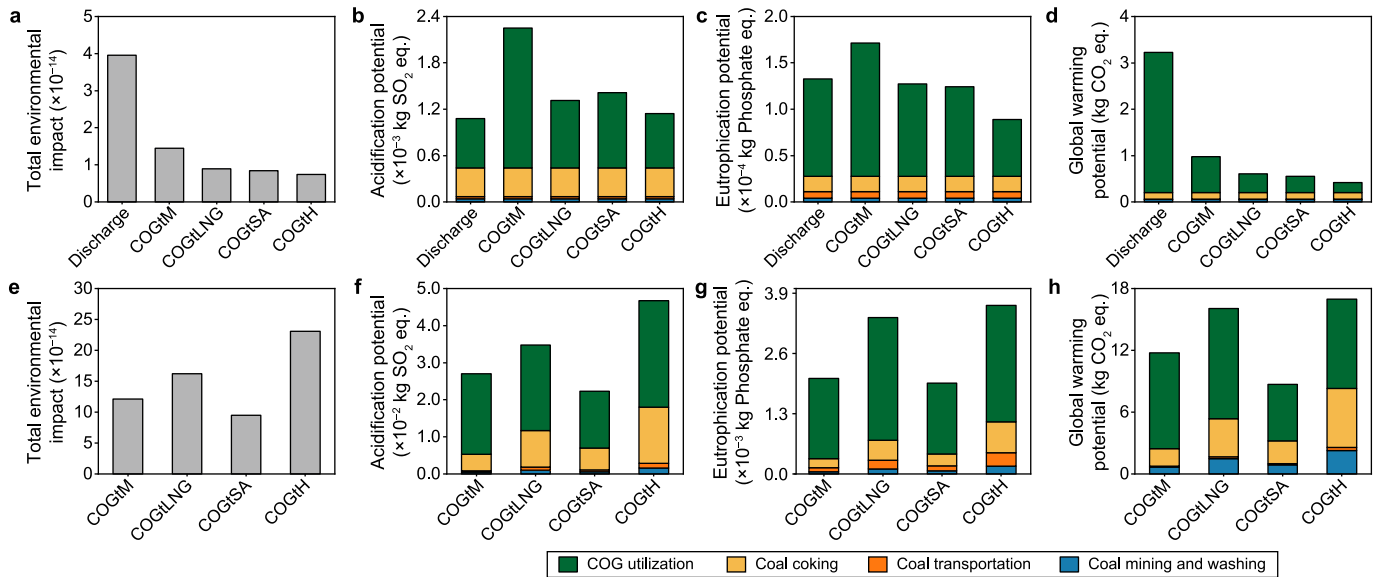 a
Total environmental
impact (×10⁻¹⁴)
5
4
3
2
1
0
Discharge
COGtM
COGtLNG
COGtSA
COGtH
b
Acidification potential
(×10⁻³ kg SO₂ eq.)
2.4
1.8
1.2
0.6
0.0
Discharge
COGtM
COGtLNG
COGtSA
COGtH
c
Eutrophication potential
(×10⁻⁴ kg Phosphate eq.)
2.0
1.5
1.0
0.5
0.0
Discharge
COGtM
COGtLNG
COGtSA
COGtH
d
Global warming
potential (kg CO₂ eq.)
4
3
2
1
0
Discharge
COGtM
COGtLNG
COGtSA
COGtH
e
Total environmental
impact (×10⁻¹⁴)
30
25
20
15
10
5
0
COGtM
COGtLNG
COGtSA
COGtH
f
Acidification potential
(×10⁻² kg SO₂ eq.)
5.0
4.0
3.0
2.0
1.0
0.0
COGtM
COGtLNG
COGtSA
COGtH
g
Eutrophication potential
(×10⁻³ kg Phosphate eq.)
3.9
2.6
1.3
0.0
COGtM
COGtLNG
COGtSA
COGtH
h
Global warming
potential (kg CO₂ eq.)
18
12
6
0
COGtM
COGtLNG
COGtSA
COGtH
COG utilization
Coal coking
Coal transportation
Coal mining and washing